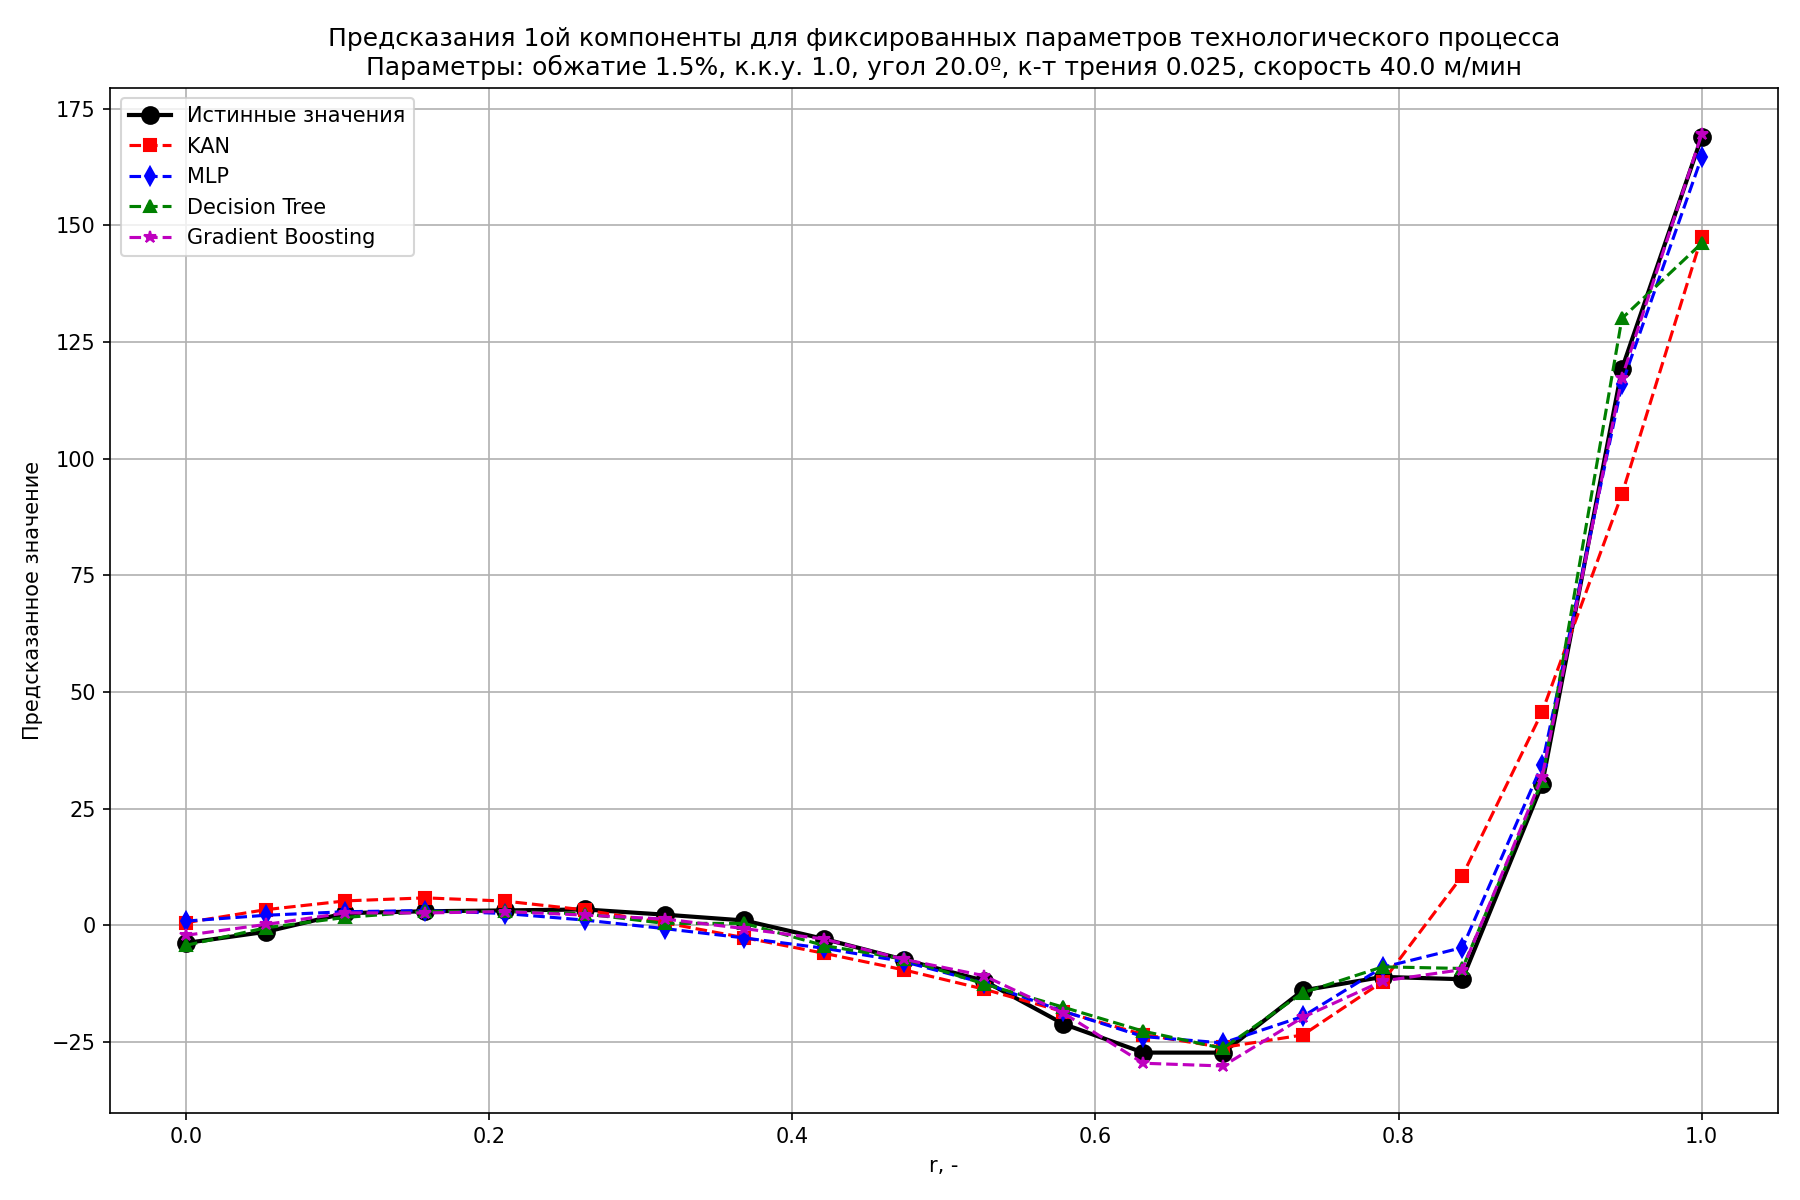 Предсказания 1ой компоненты для фиксированных параметров технологического процесса
Параметры: обжатие 1.5%, к.к.у. 1.0, угол 20.0º, к-т трения 0.025, скорость 40.0 м/мин
Истинные значения
KAN
MLP
Decision Tree
Gradient Boosting
Предсказанное значение
175
150
125
100
75
50
25
0
−25
0.0
0.2
0.4
0.6
0.8
1.0
r, -